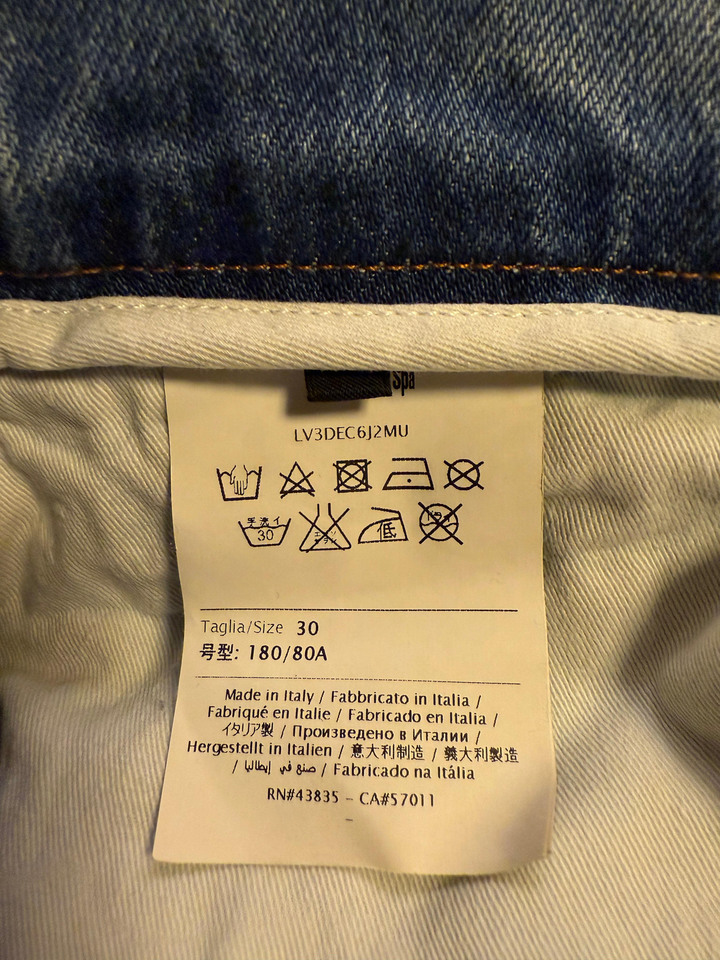 Spa
LV3DEC6J2MU
手洗イ
30
低
Taglia/Size 30
号型: 180/80A
Made in Italy / Fabbricato in Italia /
Fabriqué en Italie / Fabricado en Italia /
イタリア製 / Произведено в Италии /
Hergestellt in Italien / 意大利制造 / 義大利製造
/ صنع في إيطاليا / Fabricado na Itália
RN#43835 - CA#57011